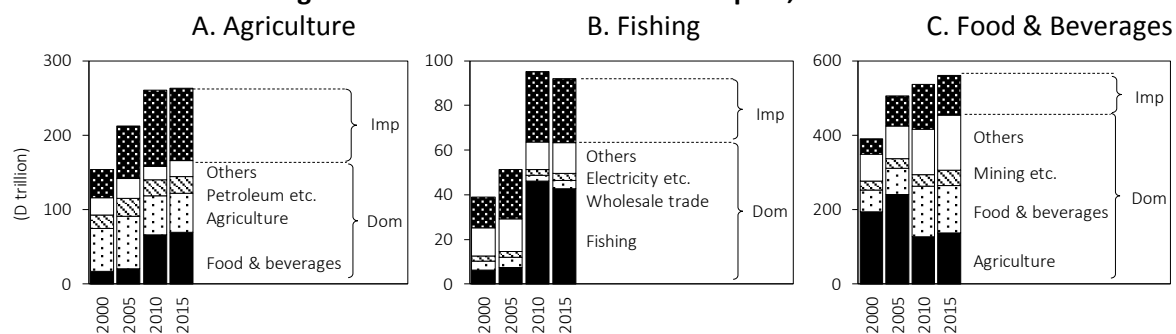 A. Agriculture
B. Fishing
C. Food & Beverages
(D trillion)
300
200
100
0
Others
Petroleum etc.
Agriculture
Food & beverages
Imp
Dom
2000
2005
2010
2015
100
80
60
40
20
0
Others
Electricity etc.
Wholesale trade
Fishing
Imp
Dom
2000
2005
2010
2015
600
400
200
0
Others
Mining etc.
Food & beverages
Agriculture
Imp
Dom
2000
2005
2010
2015